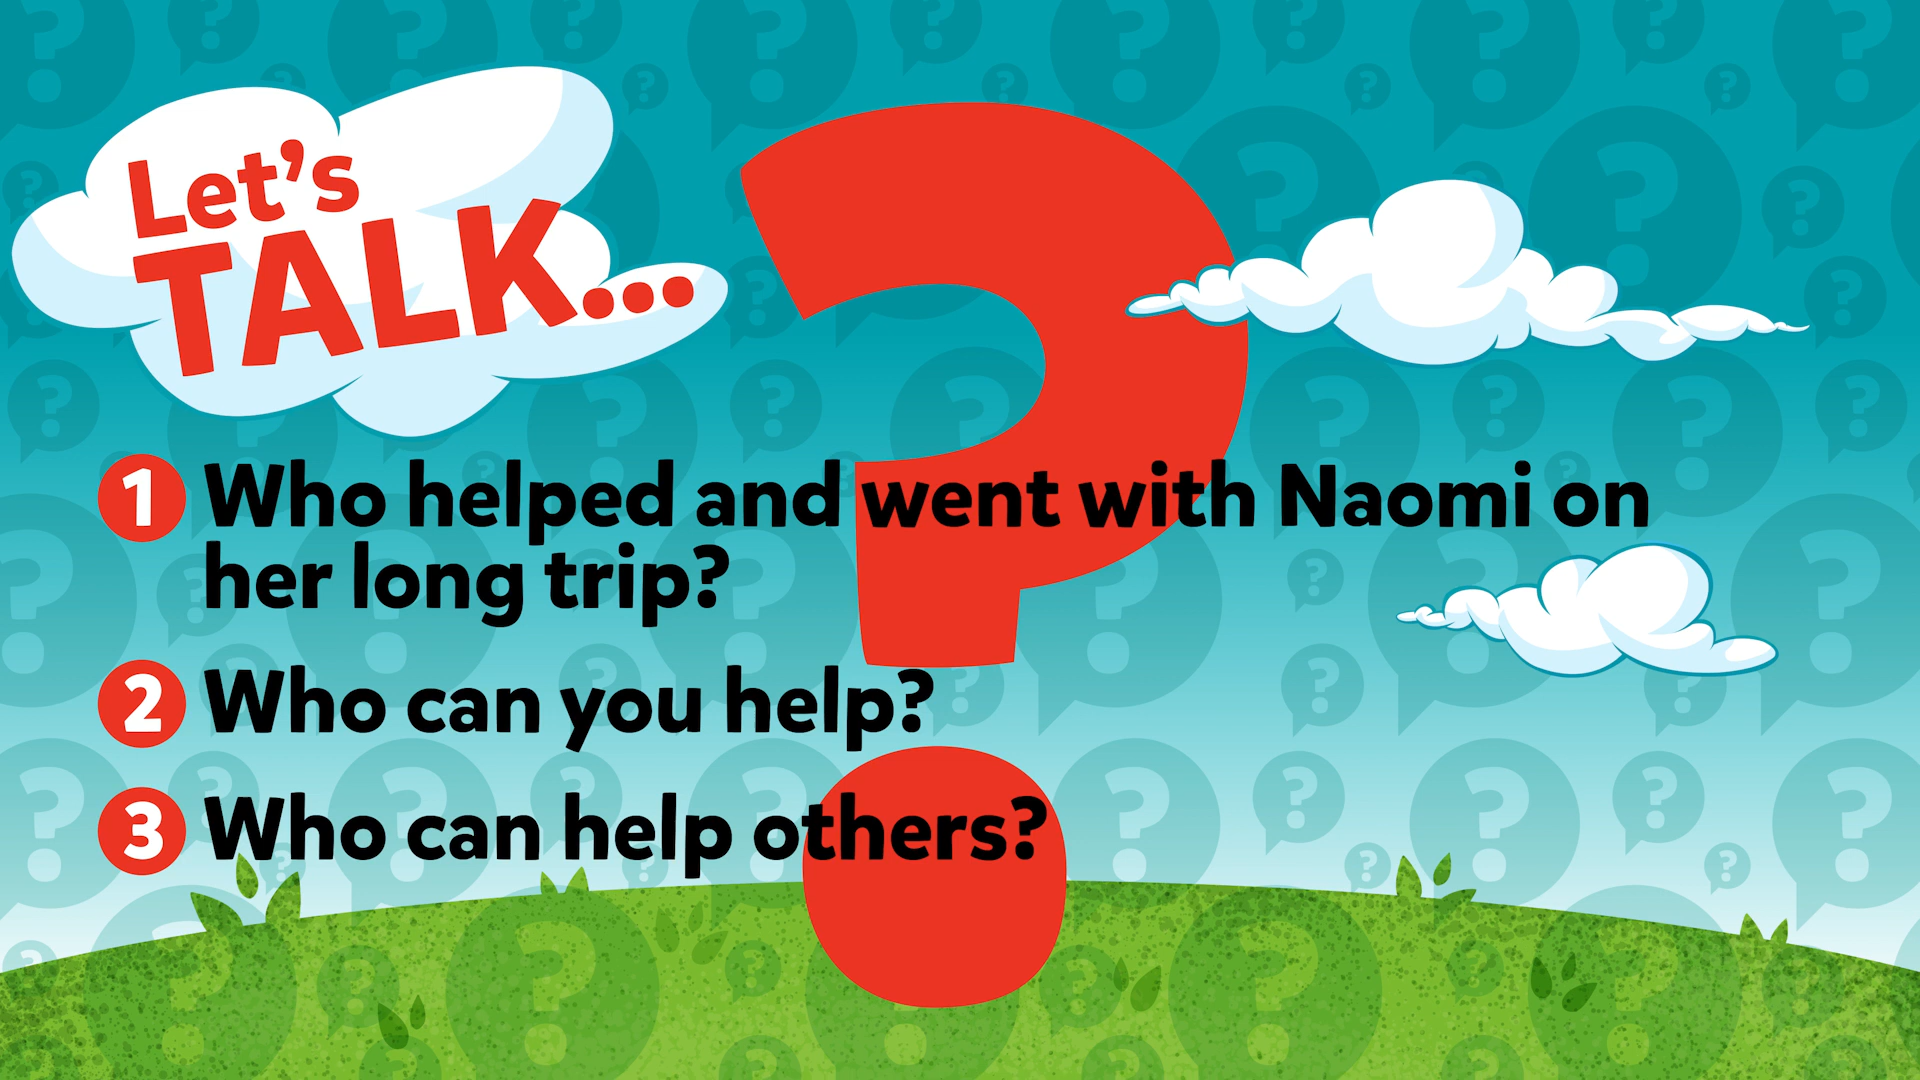 Let's
TALK...
1 Who helped and went with Naomi on
her long trip?
2 Who can you help?
3 Who can help others?